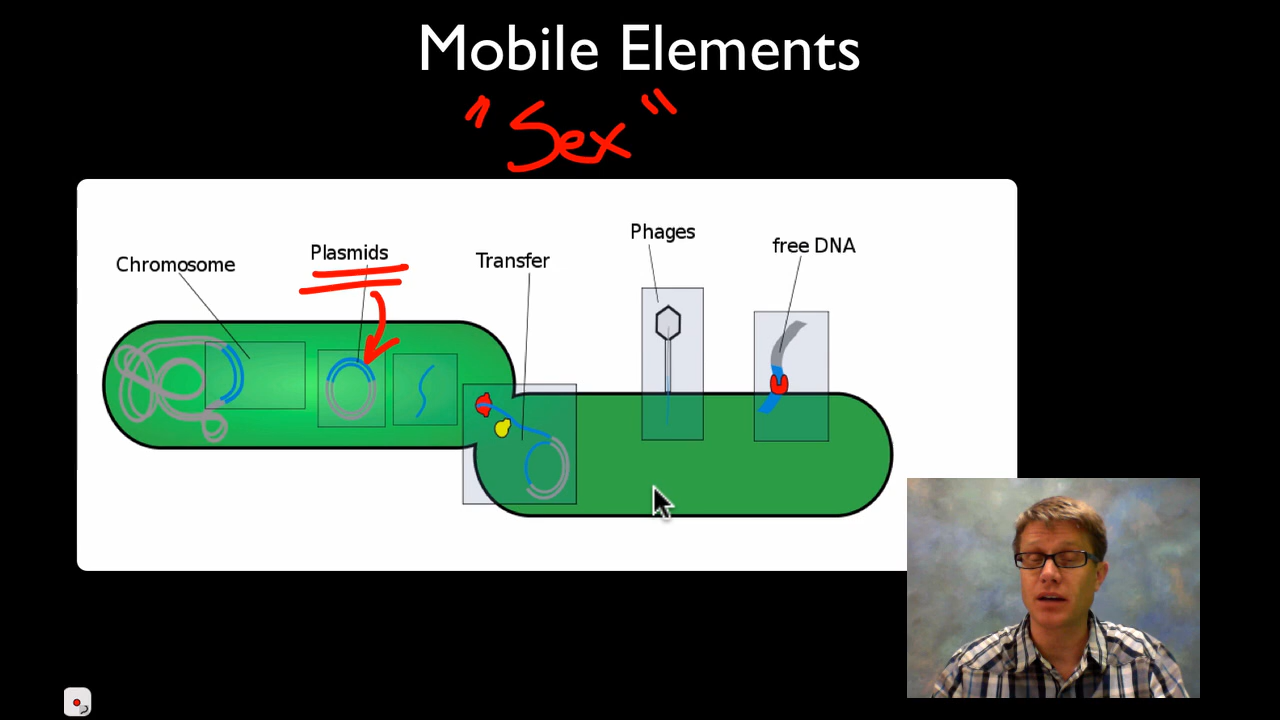 Mobile Elements
"Sex"
Chromosome
Plasmids
Transfer
Phages
free DNA